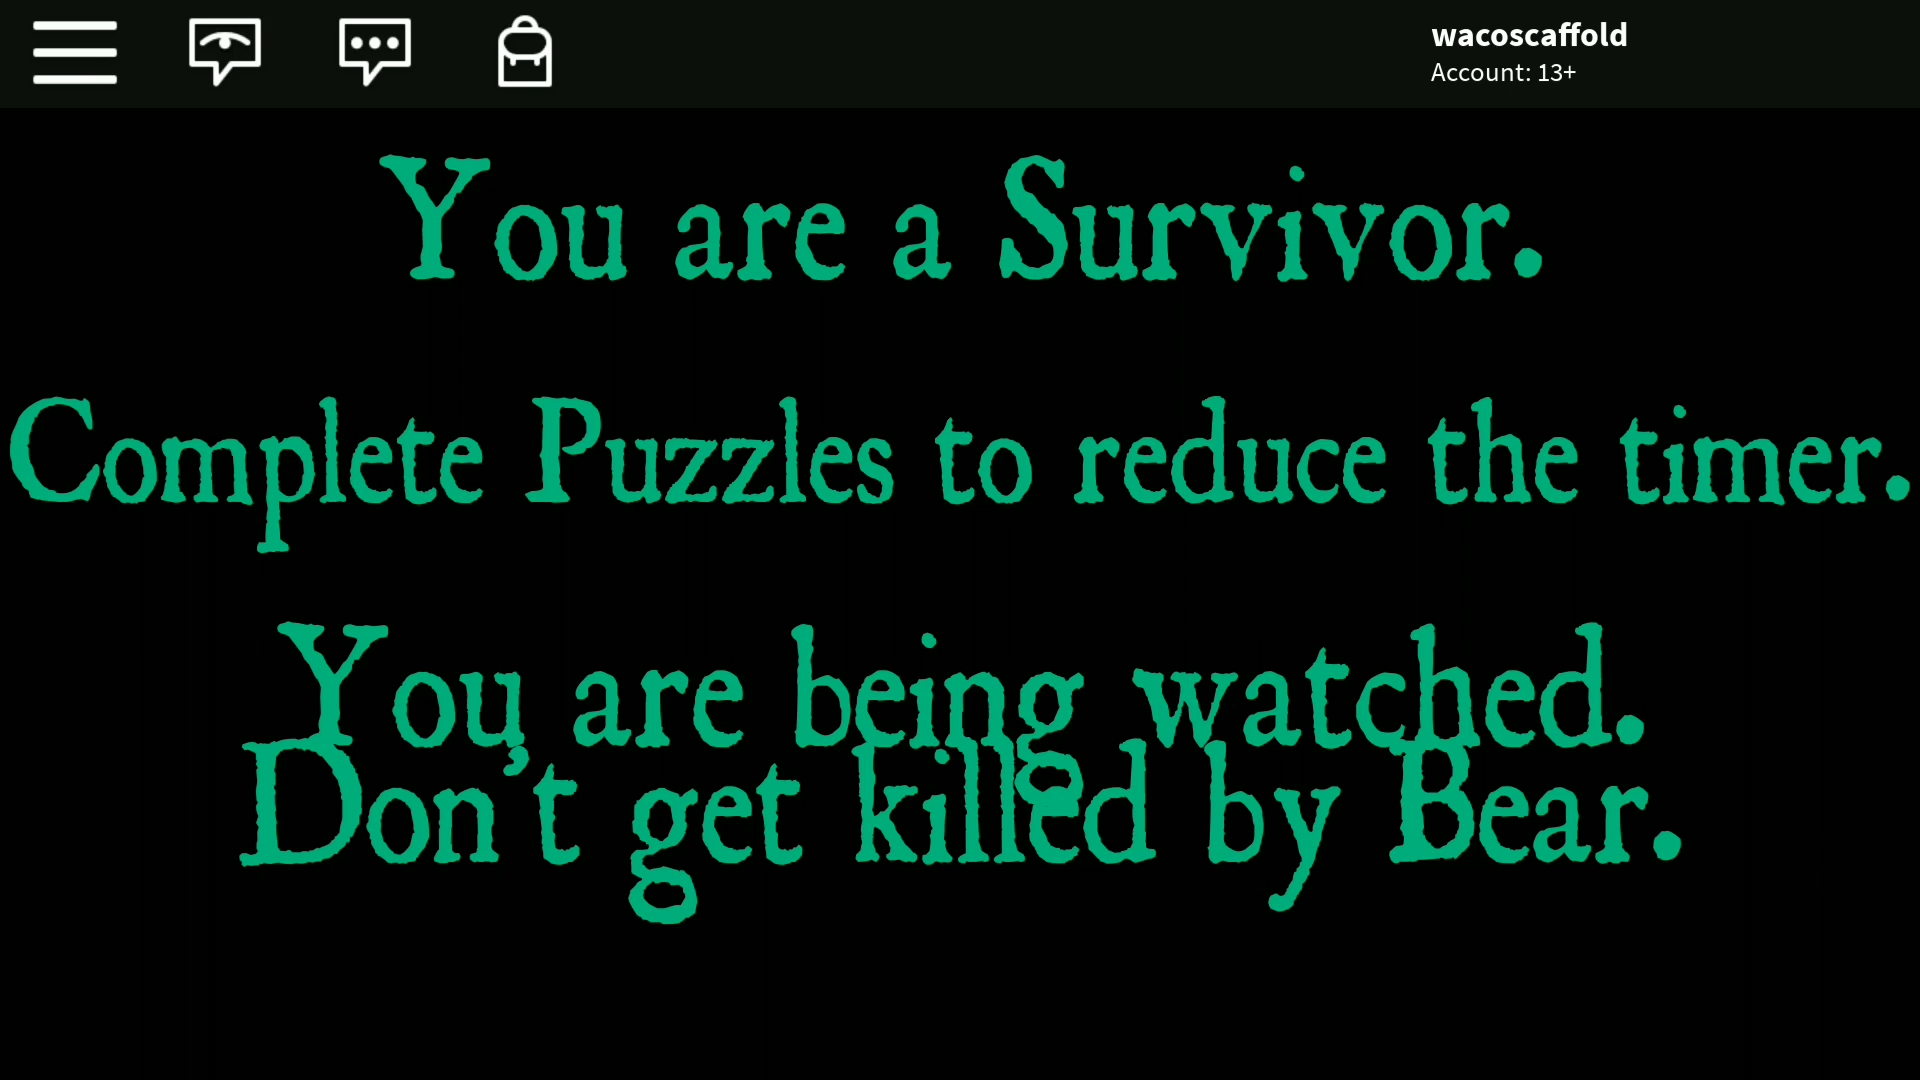 wacoscaffold
Account: 13+
You are a Survivor.
Complete Puzzles to reduce the timer.
You are being watched.
Don't get killed by Bear.